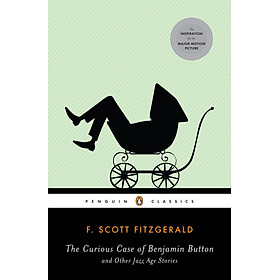 The
INSPIRATION
for the
MAJOR MOTION
PICTURE
PENGUIN CLASSICS
F. SCOTT FITZGERALD
The Curious Case of Benjamin Button
and Other Jazz Age Stories